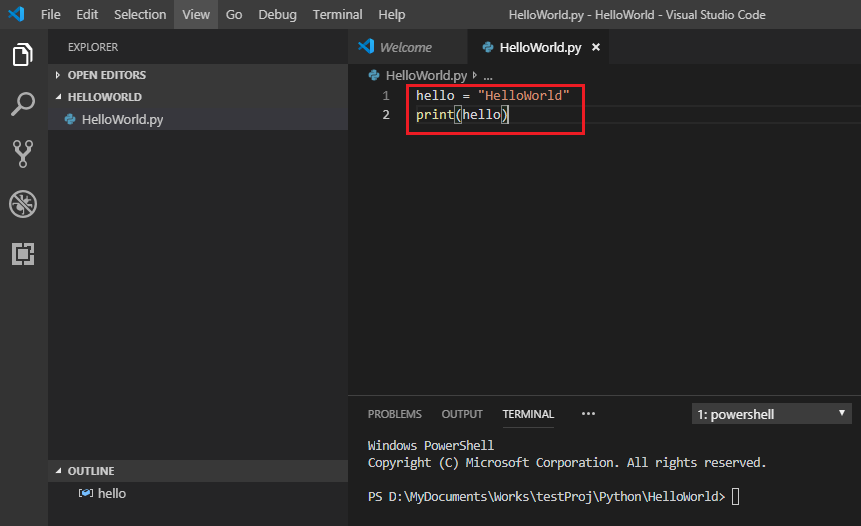 File Edit Selection View Go Debug Terminal Help HelloWorld.py - HelloWorld - Visual Studio Code
EXPLORER
OPEN EDITORS
HELLOWORLD
HelloWorld.py
OUTLINE
hello
Welcome HelloWorld.py ×
HelloWorld.py › ...
1 hello = "HelloWorld"
2 print(hello)
PROBLEMS OUTPUT TERMINAL ··· 1: powershell
Windows PowerShell
Copyright (C) Microsoft Corporation. All rights reserved.
PS D:\MyDocuments\Works\testProj\Python\HelloWorld>